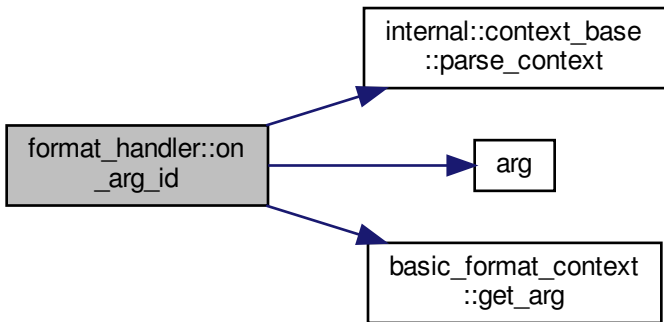 internal::context_base
::parse_context
format_handler::on
_arg_id
arg
basic_format_context
::get_arg